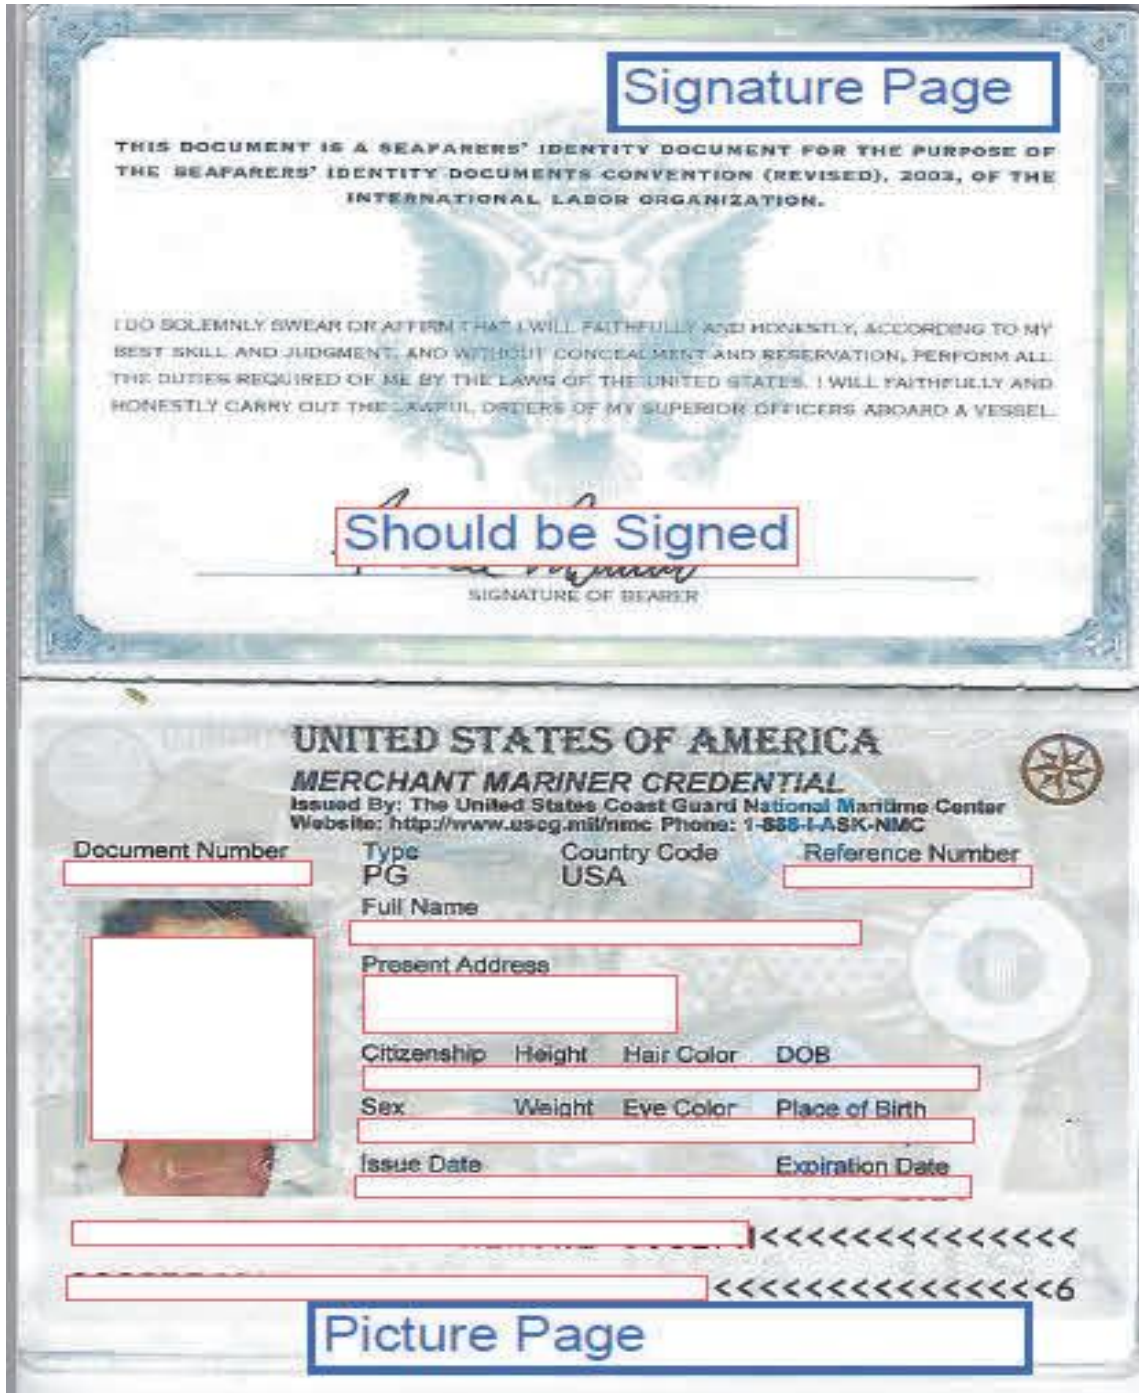 Signature Page
THIS DOCUMENT IS A SEAFARERS' IDENTITY DOCUMENT FOR THE PURPOSE OF
THE SEAFARERS' IDENTITY DOCUMENTS CONVENTION (REVISED), 2003, OF THE
INTERNATIONAL LABOR ORGANIZATION.
I DO SOLEMNLY SWEAR OR AFFIRM THAT I WILL FAITHFULLY AND HONESTLY, ACCORDING TO MY
BEST SKILL AND JUDGMENT, AND WITHOUT CONCEALMENT AND RESERVATION, PERFORM ALL
THE DUTIES REQUIRED OF ME BY THE LAWS OF THE UNITED STATES. I WILL FAITHFULLY AND
HONESTLY CARRY OUT THE LAWFUL ORDERS OF MY SUPERIOR OFFICERS ABOARD A VESSEL.
Should be Signed
SIGNATURE OF BEARER
UNITED STATES OF AMERICA
MERCHANT MARINER CREDENTIAL
Issued By: The United States Coast Guard National Maritime Center
Website: http://www.uscg.mil/nmc Phone: 1-888-I-ASK-NMC
Document Number Type Country Code Reference Number
PG USA
Full Name
Present Address
Citizenship Height Hair Color DOB
Sex Weight Eye Color Place of Birth
Issue Date Expiration Date
<<<<<<<<<<<<<<<
<<<<<<<<<<<<<<<<6
Picture Page